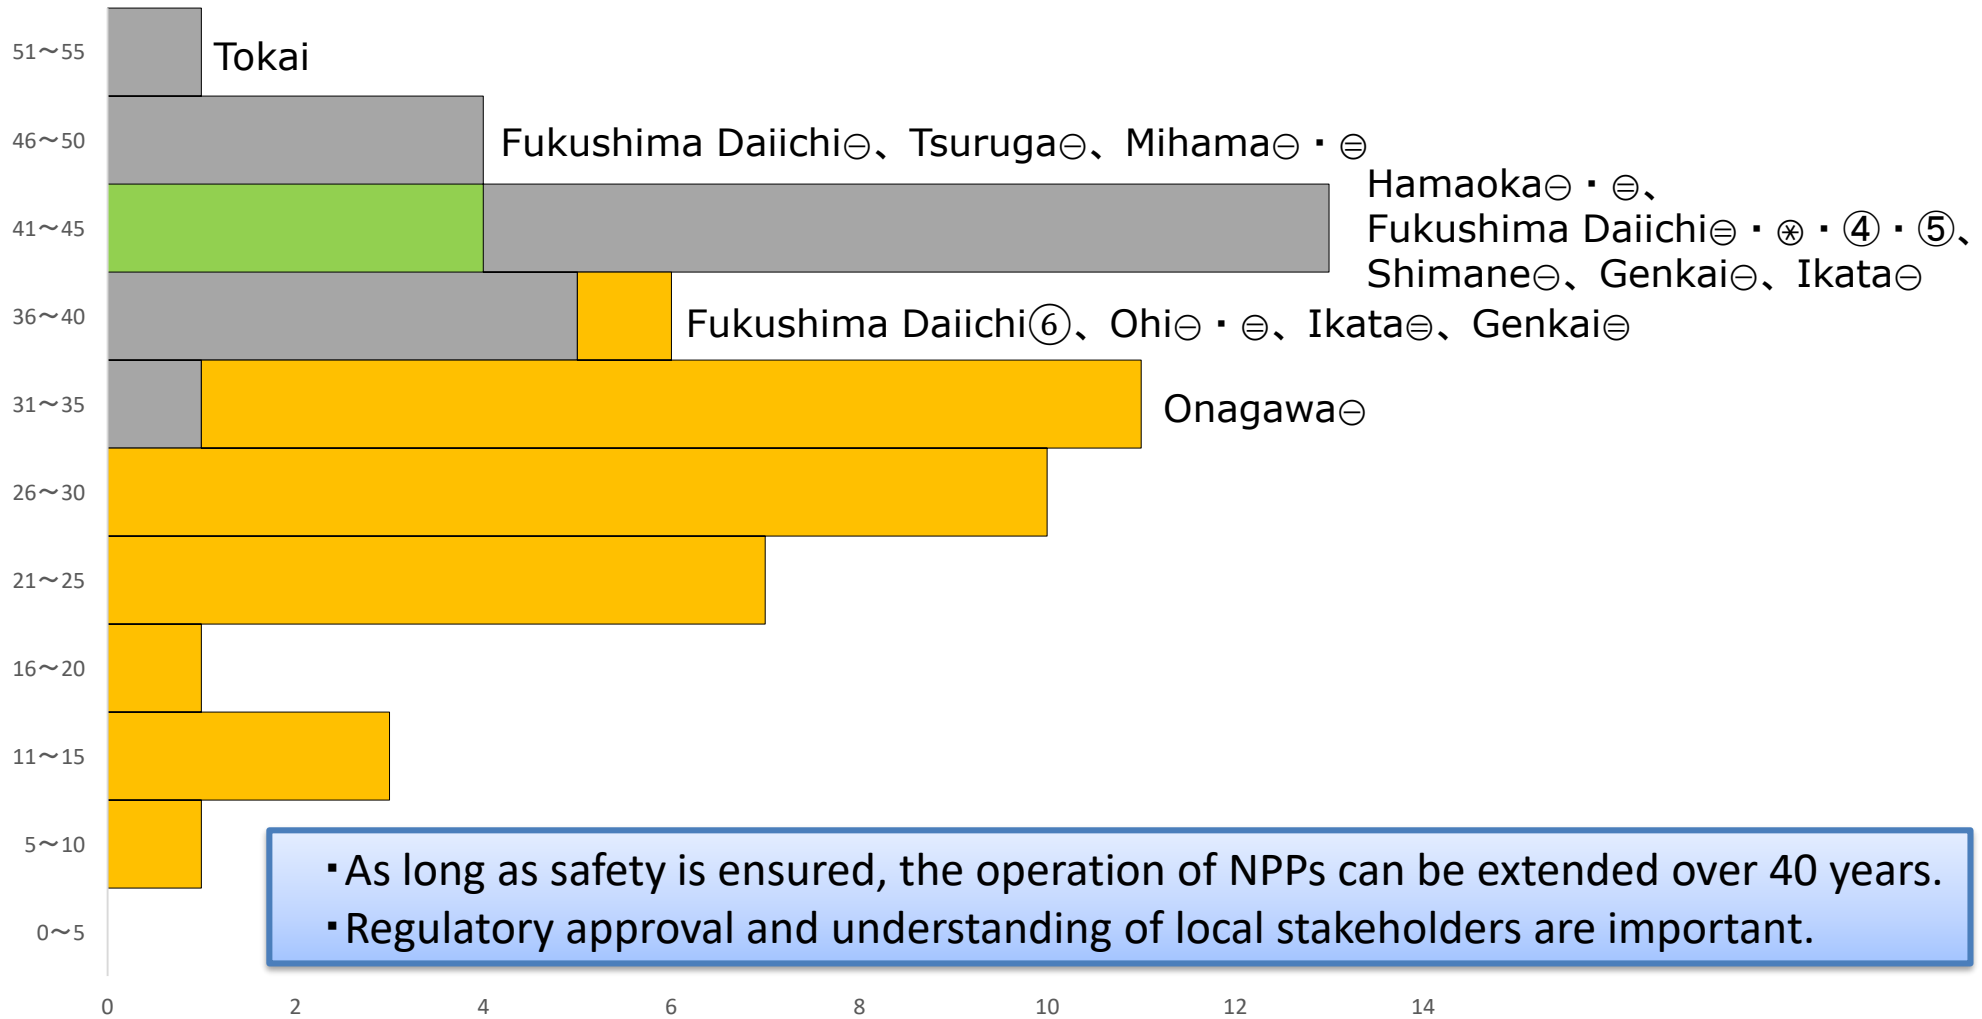 51～55
Tokai
46～50
Fukushima Daiichi㊀、Tsuruga㊀、Mihama㊀・㊁
41～45
Hamaoka㊀・㊁、
Fukushima Daiichi㊁・㊂・④・⑤、
Shimane㊀、Genkai㊀、Ikata㊀
36～40
Fukushima Daiichi⑥、Ohi㊀・㊁、Ikata㊁、Genkai㊁
31～35
Onagawa㊀
26～30
21～25
16～20
11～15
5～10
0～5
・As long as safety is ensured, the operation of NPPs can be extended over 40 years.
・Regulatory approval and understanding of local stakeholders are important.
0 2 4 6 8 10 12 14